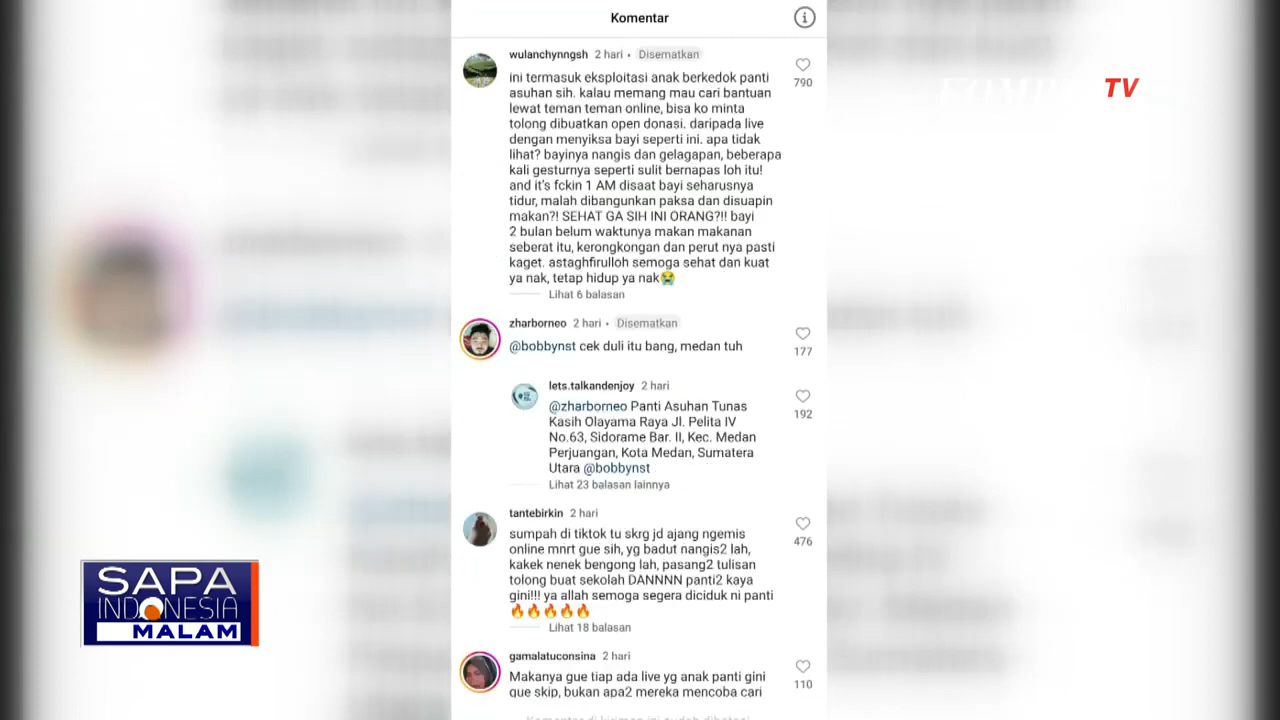 Komentar
TV
wulanchynngsh 2 hari • Disematkan
ini termasuk eksploitasi anak berkedok panti
asuhan sih. kalau memang mau cari bantuan
lewat teman teman online, bisa ko minta
tolong dibuatkan open donasi. daripada live
dengan menyiksa bayi seperti ini. apa tidak
lihat? bayinya nangis dan gelagapan, beberapa
kali gesturnya seperti sulit bernapas loh itu!
and it's fckin 1 AM disaat bayi seharusnya
tidur, malah dibangunkan paksa dan disuapin
makan?! SEHAT GA SIH INI ORANG?!! bayi
2 bulan belum waktunya makan makanan
seberat itu, kerongkongan dan perut nya pasti
kaget. astaghfirulloh semoga sehat dan kuat
ya nak, tetap hidup ya nak😭
790
Lihat 6 balasan
zharborneo 2 hari • Disematkan
@bobbynst cek duli itu bang, medan tuh
177
lets.talkandenjoy 2 hari
@zharborneo Panti Asuhan Tunas
Kasih Olayama Raya Jl. Pelita IV
No.63, Sidorame Bar. II, Kec. Medan
Perjuangan, Kota Medan, Sumatera
Utara @bobbynst
192
Lihat 23 balasan lainnya
tantebirkin 2 hari
sumpah di tiktok tu skrg jd ajang ngemis
online mnrt gue sih, yg badut nangis2 lah,
kakek nenek bengong lah, pasang2 tulisan
tolong buat sekolah DANNNN panti2 kaya
gini!!! ya allah semoga segera diciduk ni panti
🔥🔥🔥🔥🔥
476
Lihat 18 balasan
gamalatuconsina 2 hari
Makanya gue tiap ada live yg anak panti gini
gue skip, bukan apa2 mereka mencoba cari
110
Komentar di kiriman ini sudah dibatasi
SAPA
INDONESIA
MALAM